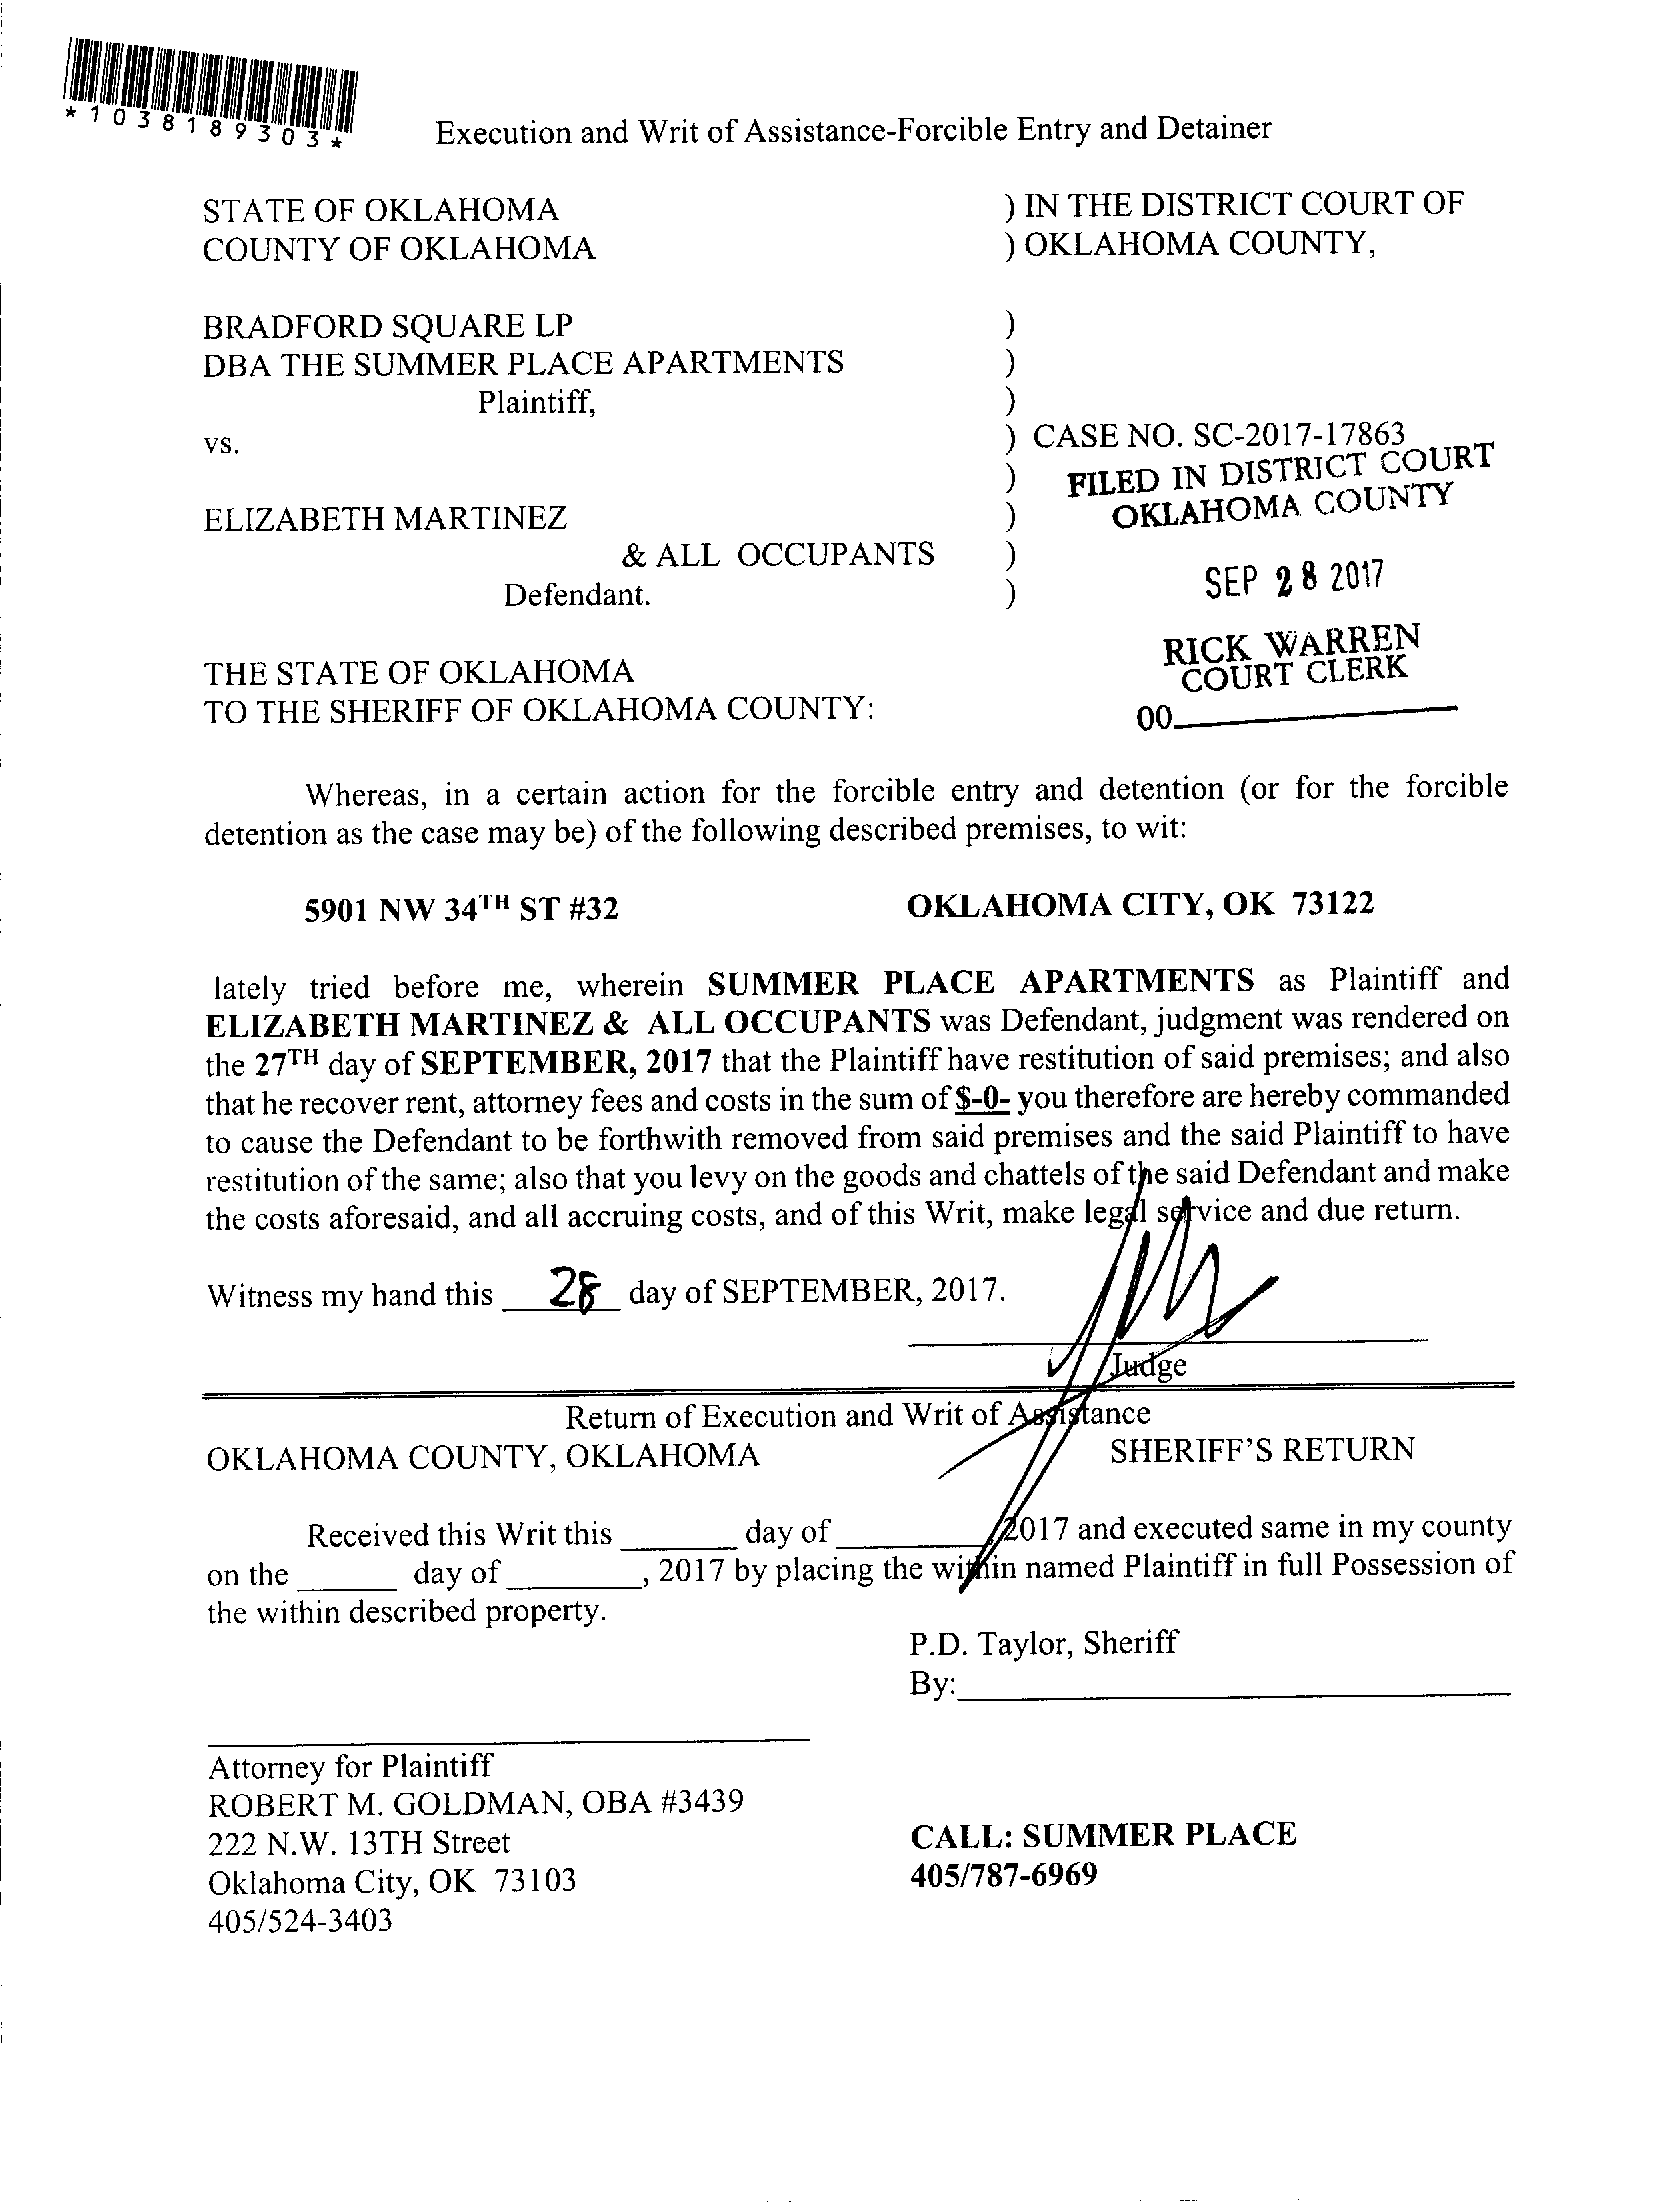 *1038189303*
Execution and Writ of Assistance-Forcible Entry and Detainer
STATE OF OKLAHOMA ) IN THE DISTRICT COURT OF
COUNTY OF OKLAHOMA ) OKLAHOMA COUNTY,
BRADFORD SQUARE LP )
DBA THE SUMMER PLACE APARTMENTS )
Plaintiff, )
vs. ) CASE NO. SC-2017-17863
) FILED IN DISTRICT COURT
ELIZABETH MARTINEZ ) OKLAHOMA COUNTY
& ALL OCCUPANTS )
Defendant. ) SEP 28 2017
RICK WARREN
THE STATE OF OKLAHOMA COURT CLERK
TO THE SHERIFF OF OKLAHOMA COUNTY: 00
Whereas, in a certain action for the forcible entry and detention (or for the forcible
detention as the case may be) of the following described premises, to wit:
5901 NW 34TH ST #32 OKLAHOMA CITY, OK 73122
lately tried before me, wherein SUMMER PLACE APARTMENTS as Plaintiff and
ELIZABETH MARTINEZ & ALL OCCUPANTS was Defendant, judgment was rendered on
the 27TH day of SEPTEMBER, 2017 that the Plaintiff have restitution of said premises; and also
that he recover rent, attorney fees and costs in the sum of $-0- you therefore are hereby commanded
to cause the Defendant to be forthwith removed from said premises and the said Plaintiff to have
restitution of the same; also that you levy on the goods and chattels of the said Defendant and make
the costs aforesaid, and all accruing costs, and of this Writ, make legal service and due return.
Witness my hand this 28 day of SEPTEMBER, 2017.
Judge
Return of Execution and Writ of Assistance
OKLAHOMA COUNTY, OKLAHOMA SHERIFF'S RETURN
Received this Writ this ______ day of ________, 2017 and executed same in my county
on the ______ day of _______, 2017 by placing the within named Plaintiff in full Possession of
the within described property.
P.D. Taylor, Sheriff
By:
Attorney for Plaintiff
ROBERT M. GOLDMAN, OBA #3439
222 N.W. 13TH Street CALL: SUMMER PLACE
Oklahoma City, OK 73103 405/787-6969
405/524-3403